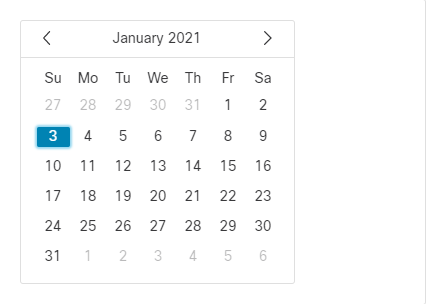 January 2021
Su Mo Tu We Th Fr Sa
27 28 29 30 31 1 2
3 4 5 6 7 8 9
10 11 12 13 14 15 16
17 18 19 20 21 22 23
24 25 26 27 28 29 30
31 1 2 3 4 5 6